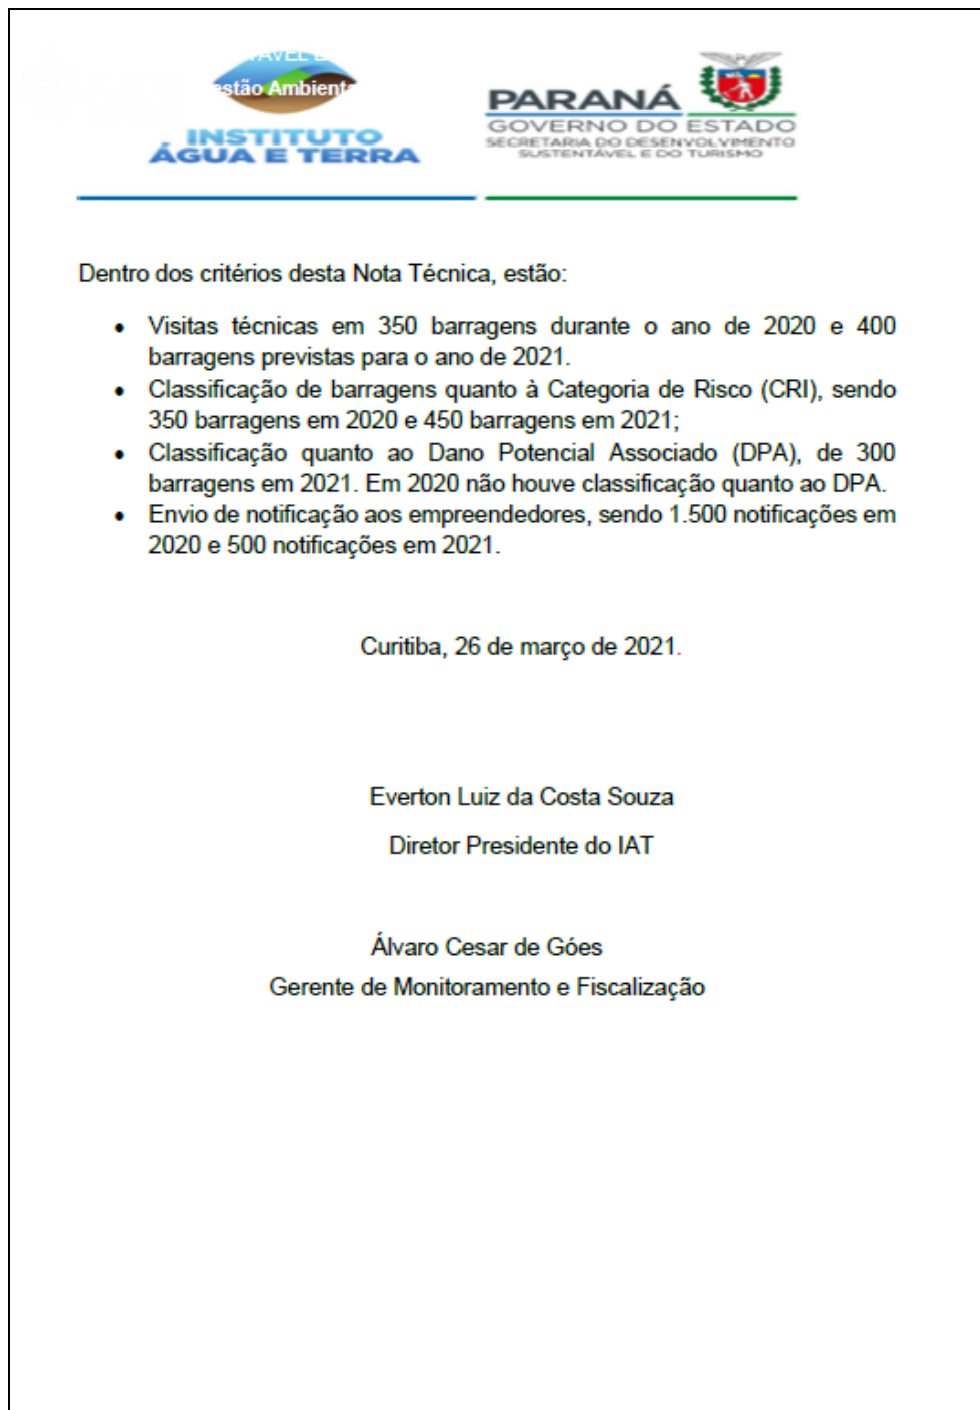 stão Ambient
INSTITUTO
ÁGUA E TERRA
PARANÁ
GOVERNO DO ESTADO
SECRETARIA DO DESENVOLVIMENTO
SUSTENTÁVEL E DO TURISMO
Dentro dos critérios desta Nota Técnica, estão:
• Visitas técnicas em 350 barragens durante o ano de 2020 e 400
barragens previstas para o ano de 2021.
• Classificação de barragens quanto à Categoria de Risco (CRI), sendo
350 barragens em 2020 e 450 barragens em 2021;
• Classificação quanto ao Dano Potencial Associado (DPA), de 300
barragens em 2021. Em 2020 não houve classificação quanto ao DPA.
• Envio de notificação aos empreendedores, sendo 1.500 notificações em
2020 e 500 notificações em 2021.
Curitiba, 26 de março de 2021.
Everton Luiz da Costa Souza
Diretor Presidente do IAT
Álvaro Cesar de Góes
Gerente de Monitoramento e Fiscalização